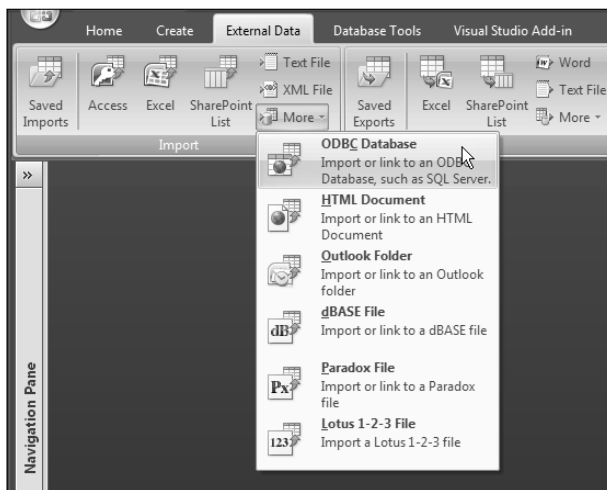 Home Create External Data Database Tools Visual Studio Add-in
Saved Imports
Access
Excel
SharePoint List
Text File
XML File
More
Import
Saved Exports
Excel
SharePoint List
Word
Text File
More
»
ODBC Database
Import or link to an ODBC
Database, such as SQL Server.
HTML Document
Import or link to an HTML
Document
Outlook Folder
Import or link to an Outlook
folder
dBASE File
Import or link to a dBASE file
dB
Paradox File
Import or link to a Paradox
file
Px
Lotus 1-2-3 File
Import a Lotus 1-2-3 file
123
Navigation Pane